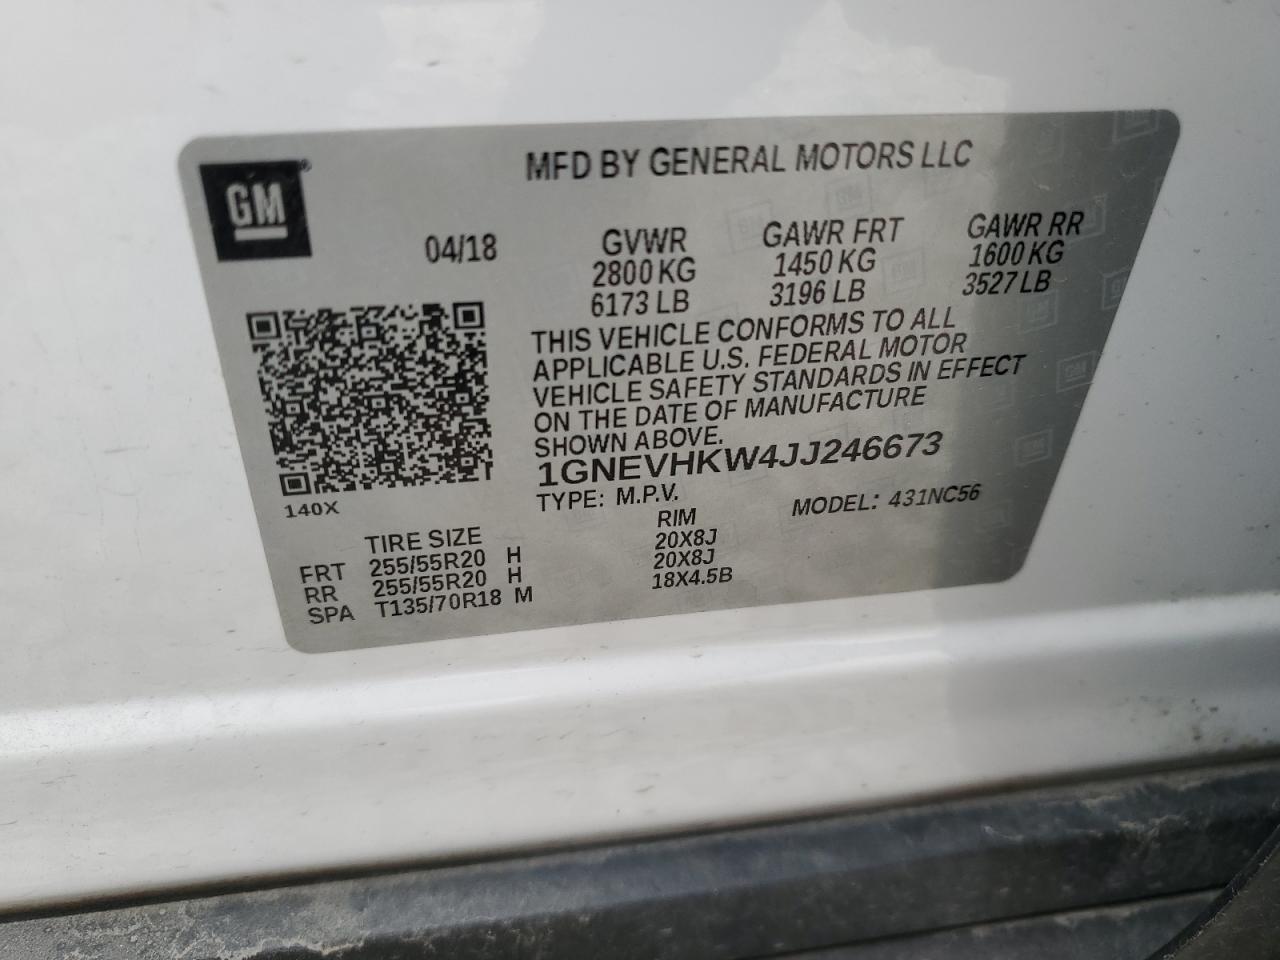 GM®
MFD BY GENERAL MOTORS LLC
04/18
GVWR GAWR FRT GAWR RR
2800 KG 1450 KG 1600 KG
6173 LB 3196 LB 3527 LB
THIS VEHICLE CONFORMS TO ALL
APPLICABLE U.S. FEDERAL MOTOR
VEHICLE SAFETY STANDARDS IN EFFECT
ON THE DATE OF MANUFACTURE
SHOWN ABOVE.
1GNEVHKW4JJ246673
TYPE: M.P.V. MODEL: 431NC56
140X
TIRE SIZE RIM
FRT 255/55R20 H 20X8J
RR 255/55R20 H 20X8J
SPA T135/70R18 M 18X4.5B